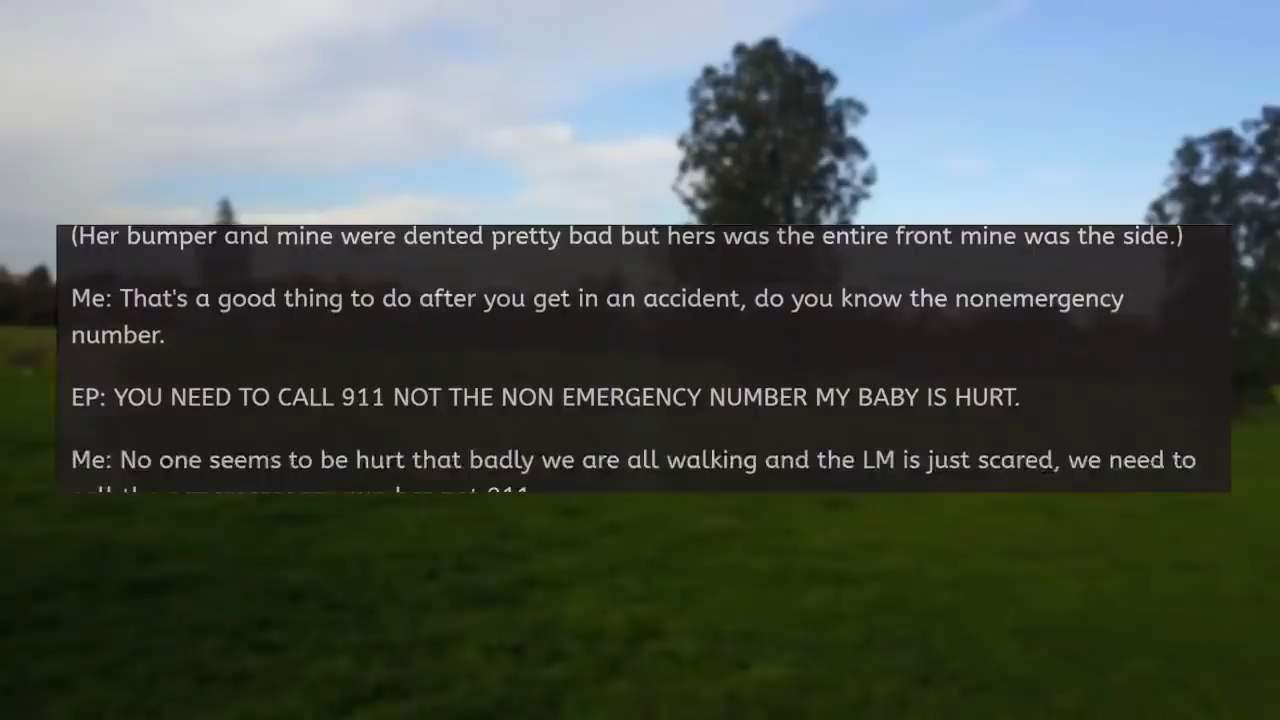 (Her bumper and mine were dented pretty bad but hers was the entire front mine was the side.)
Me: That's a good thing to do after you get in an accident, do you know the nonemergency
number.
EP: YOU NEED TO CALL 911 NOT THE NON EMERGENCY NUMBER MY BABY IS HURT.
Me: No one seems to be hurt that badly we are all walking and the LM is just scared, we need to